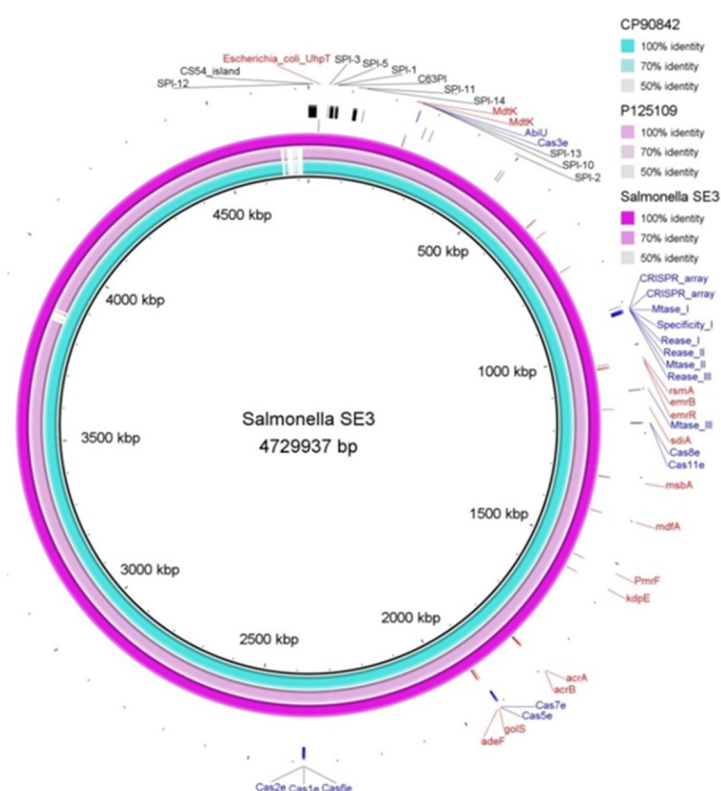 CP90842
100% identity
70% identity
50% identity
P125109
100% identity
70% identity
50% identity
Salmonella SE3
100% identity
70% identity
50% identity
Escherichia_coli_UhpT
CS54_island
SPI-12
SPI-3
SPI-5
SPI-1
C63PI
SPI-11
SPI-14
MdtK
MdtK
AbiU
Cas3e
SPI-13
SPI-10
SPI-2
CRISPR_array
CRISPR_array
Mtase_I
Specificity_I
Rease_I
Rease_II
Mtase_II
Rease_III
rsmA
emrB
emrR
Mtase_III
sdiA
Cas8e
Cas11e
msbA
mdfA
PmrF
kdpE
acrA
acrB
Cas7e
Cas5e
golS
adeF
Cas2e Cas1e Cas6e
4500 kbp
500 kbp
4000 kbp
1000 kbp
3500 kbp
1500 kbp
3000 kbp
2000 kbp
2500 kbp
Salmonella SE3
4729937 bp